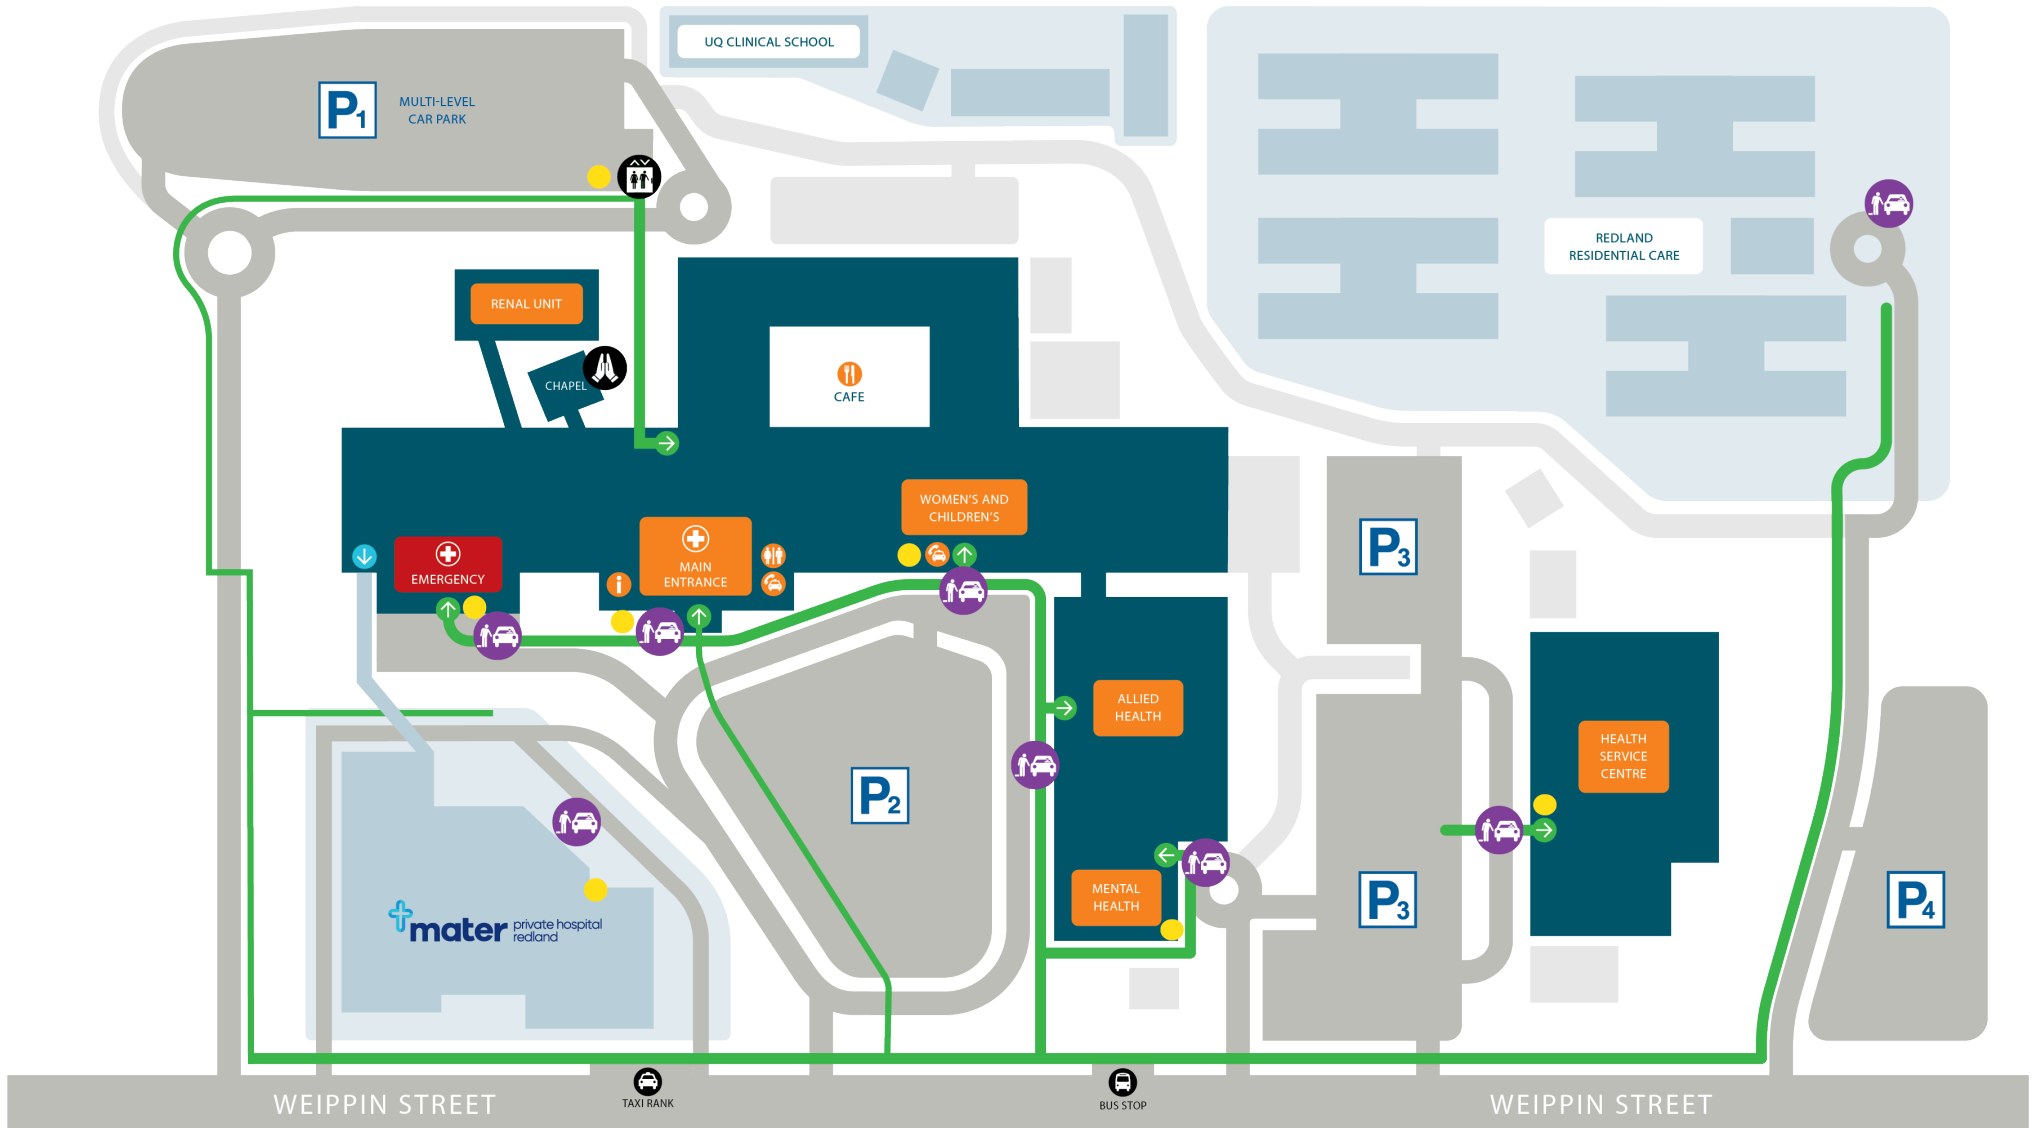 UQ CLINICAL SCHOOL
P1
MULTI-LEVEL
CAR PARK
REDLAND
RESIDENTIAL CARE
RENAL UNIT
CHAPEL
CAFE
WOMEN'S AND
CHILDREN'S
EMERGENCY
MAIN
ENTRANCE
i
P3
ALLIED
HEALTH
HEALTH
SERVICE
CENTRE
P2
MENTAL
HEALTH
P3
P4
mater private hospital
redland
TAXI RANK
BUS STOP
WEIPPIN STREET
WEIPPIN STREET